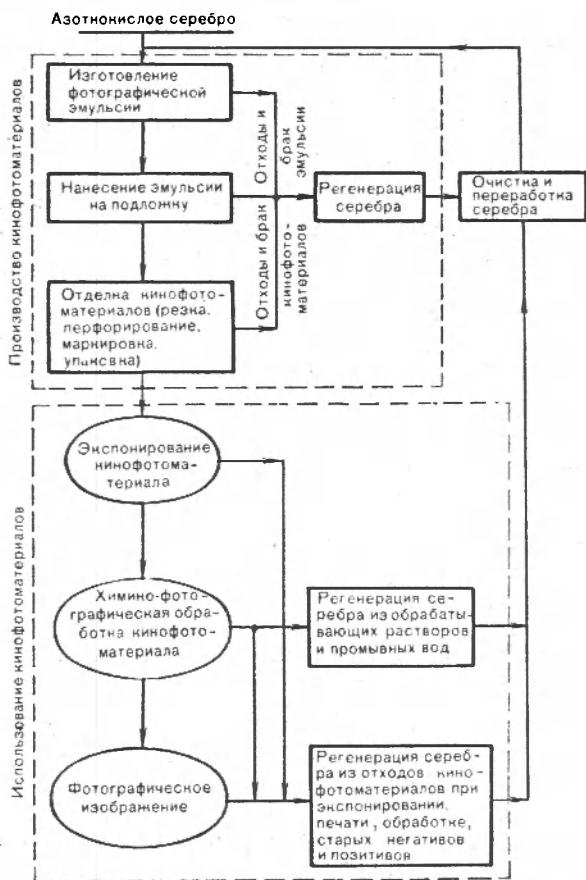 Азотнокислое серебро
Изготовление
фотографической
эмульсии
Отходы и
брак
эмульсии
Нанесение эмульсии
на подложку
Регенерация
серебра
Очистка и
переработка
серебра
Отходы и брак
кинофото-
материалов
Отделка кинофото-
материалов (резка,
перфорирование,
маркировка,
упаковка)
Производство кинофотоматериалов
Экспонирование
кинофотома-
териала
Химико-фото-
графическая обра-
ботка кинофото-
материала
Регенерация се-
ребра из обрабаты-
вающих растворов
и промывных вод
Фотографическое
изображение
Регенерация сереб-
ра из отходов кино-
фотоматериалов при
экспонировании,
печати, обработке,
старых негативов
и позитивов
Использование кинофотоматериалов